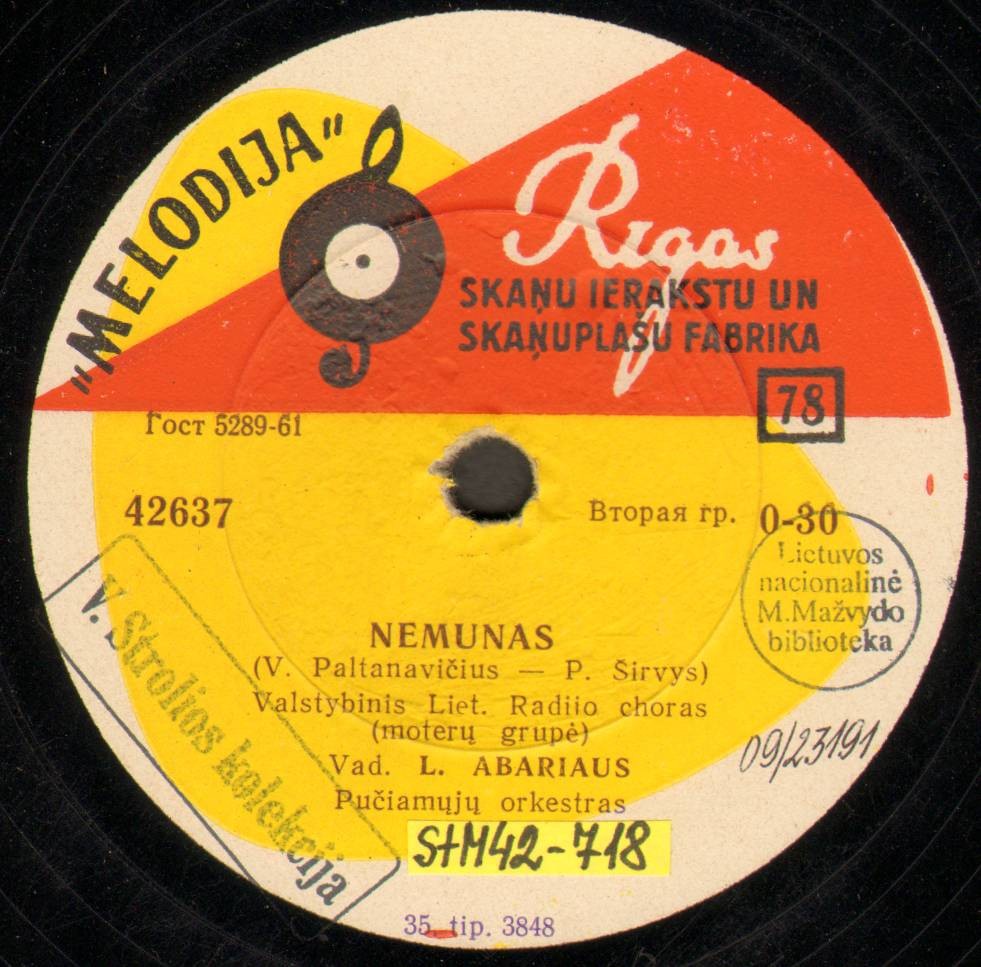 "MELODIJA"
Rigas
SKAŅU IERAKSTU UN
SKAŅUPLAŠU FABRIKA
78
Гост 5289-61
42637
Вторая гр. 0-30
Lietuvos
nacionalinė
M.Mažvydo
biblioteka
V. Strolios kolekcija
NEMUNAS
(V. Paltanavičius — P. Širvys)
Valstybinis Liet. Radiio choras
(moterų grupė)
Vad. L. ABARIAUS
Pučiamųjų orkestras
09/23191
StM42-718
35. tip. 3848